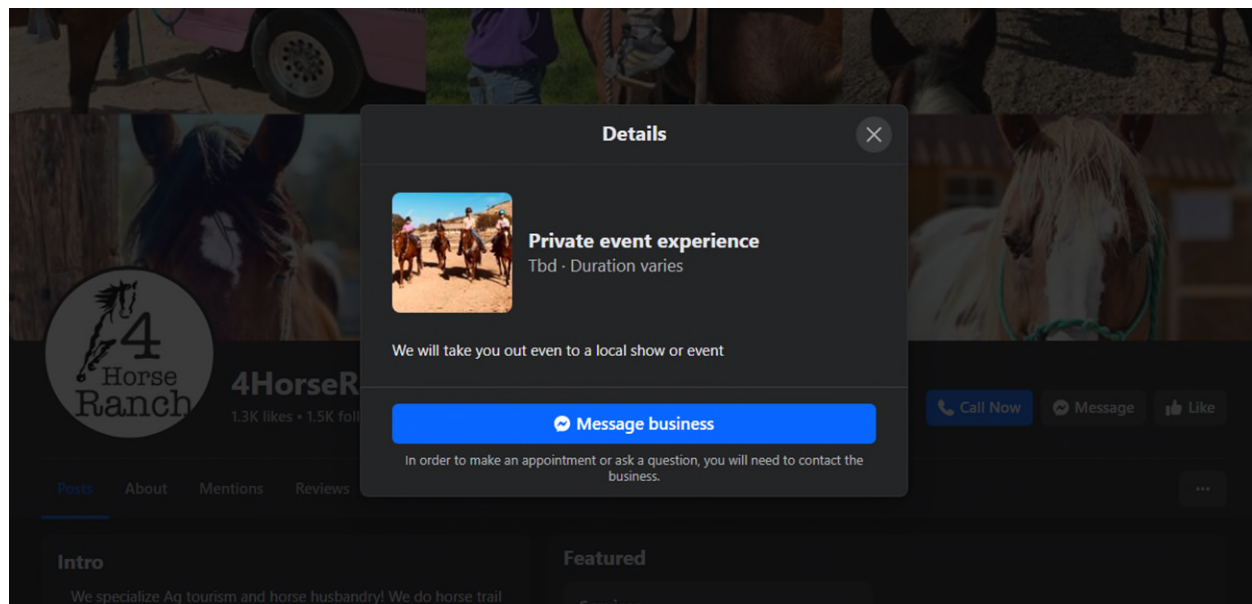 Details
Private event experience
Tbd · Duration varies
We will take you out even to a local show or event
Message business
In order to make an appointment or ask a question, you will need to contact the
business.
4
Horse
Ranch
4HorseR
1.3K likes • 1.5K foll
Call Now
Message
Like
Posts
About
Mentions
Reviews
Intro
We specialize Ag tourism and horse husbandry! We do horse trail
Featured